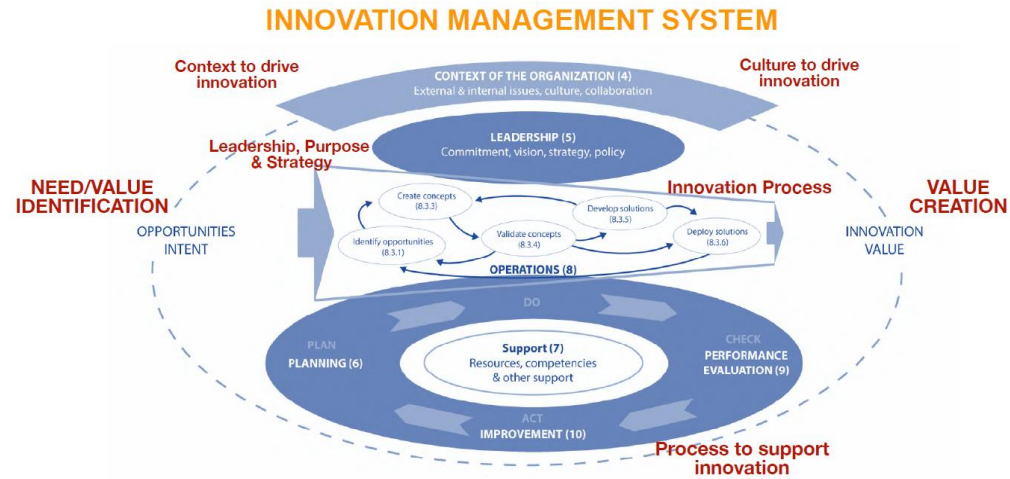 INNOVATION MANAGEMENT SYSTEM
Context to drive
innovation
Culture to drive
innovation
CONTEXT OF THE ORGANIZATION (4)
External & internal issues, culture, collaboration
LEADERSHIP (5)
Commitment, vision, strategy, policy
Leadership, Purpose
& Strategy
NEED/VALUE
IDENTIFICATION
OPPORTUNITIES
INTENT
Innovation Process
VALUE
CREATION
INNOVATION
VALUE
Create concepts
(8.3.3)
Develop solutions
(8.3.5)
Identify opportunities
(8.3.1)
Validate concepts
(8.3.4)
Deploy solutions
(8.3.6)
OPERATIONS (8)
DO
PLAN
PLANNING (6)
Support (7)
Resources, competencies
& other support
CHECK
PERFORMANCE
EVALUATION (9)
ACT
IMPROVEMENT (10)
Process to support
innovation